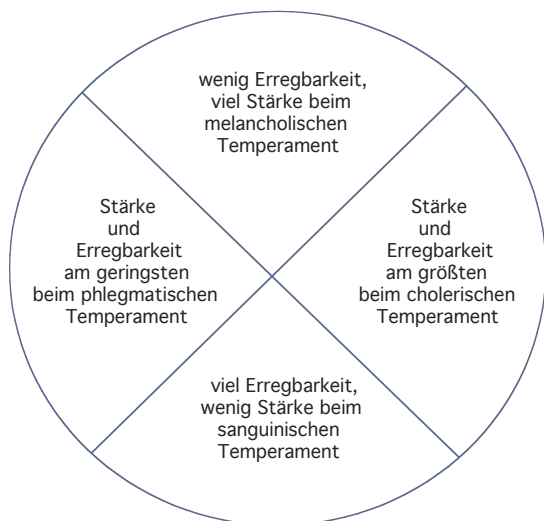 wenig Erregbarkeit,
viel Stärke beim
melancholischen
Temperament
Stärke
und
Erregbarkeit
am geringsten
beim phlegmatischen
Temperament
Stärke
und
Erregbarkeit
am größten
beim cholerischen
Temperament
viel Erregbarkeit,
wenig Stärke beim
sanguinischen
Temperament